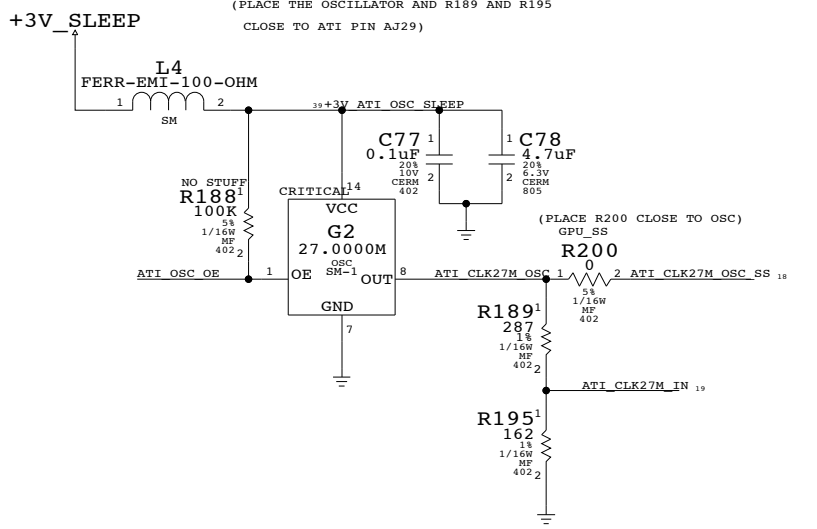 (PLACE THE OSCILLATOR AND R189 AND R195
CLOSE TO ATI PIN AJ29)
+3V_SLEEP
L4
FERR-EMI-100-OHM
1 2
SM
39 +3V_ATI_OSC_SLEEP
C77
0.1uF
20%
10V
CERM
402
1
2
C78
4.7uF
20%
6.3V
CERM
805
1
2
NO STUFF
R188
100K
5%
1/16W
MF
402
1
2
CRITICAL
14
VCC
G2
27.0000M
OSC
SM-1
OE
OUT
GND
7
ATI_OSC_OE 1
8 ATI_CLK27M_OSC
(PLACE R200 CLOSE TO OSC)
GPU_SS
R200
0
1 2 ATI_CLK27M_OSC_SS 18
5%
1/16W
MF
402
R189
287
1%
1/16W
MF
402
1
2
ATI_CLK27M_IN 19
R195
162
1%
1/16W
MF
402
1
2